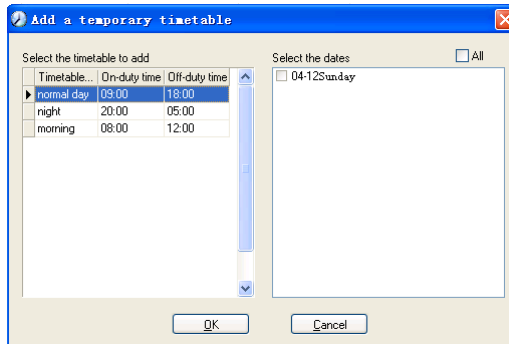 Add a temporary timetable
Select the timetable to add
Timetable... On-duty time Off-duty time
normal day 09:00 18:00
night 20:00 05:00
morning 08:00 12:00
Select the dates
All
04-12Sunday
OK
Cancel